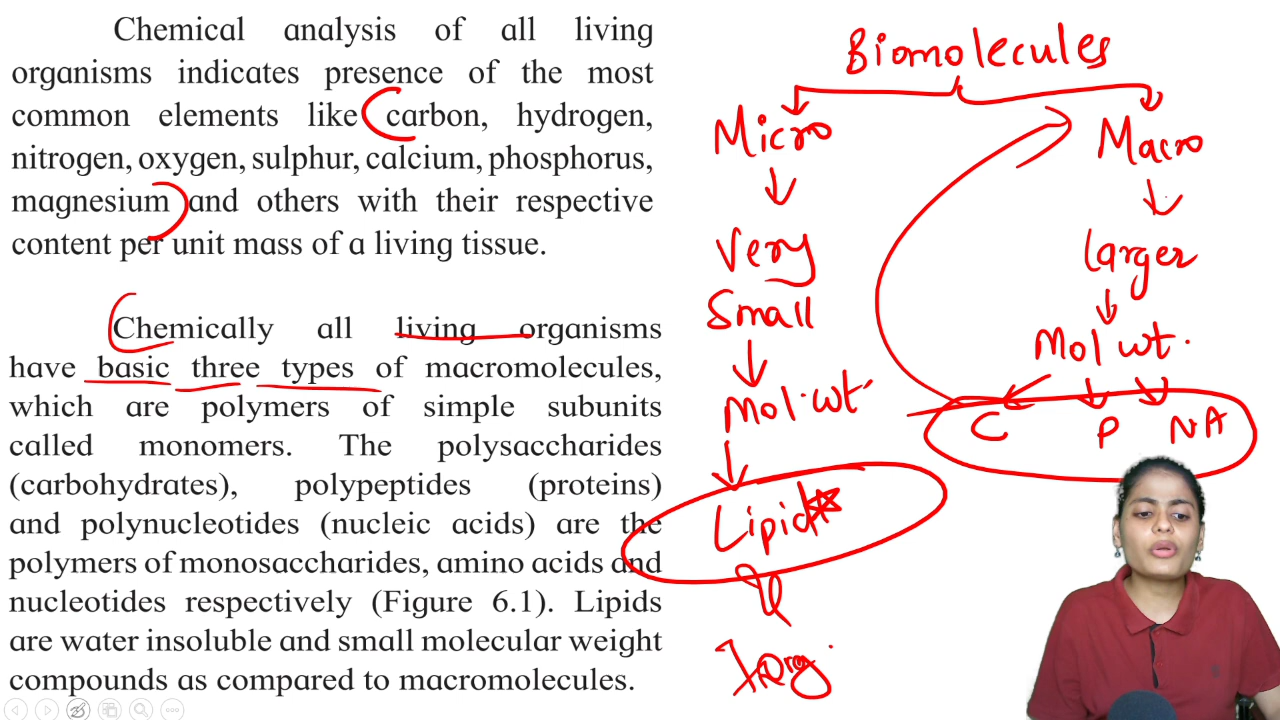 Chemical analysis of all living
organisms indicates presence of the most
common elements like carbon, hydrogen,
nitrogen, oxygen, sulphur, calcium, phosphorus,
magnesium and others with their respective
content per unit mass of a living tissue.
Chemically all living organisms
have basic three types of macromolecules,
which are polymers of simple subunits
called monomers. The polysaccharides
(carbohydrates), polypeptides (proteins)
and polynucleotides (nucleic acids) are the
polymers of monosaccharides, amino acids and
nucleotides respectively (Figure 6.1). Lipids
are water insoluble and small molecular weight
compounds as compared to macromolecules.
Biomolecules
Micro
Very
Small
Mol.wt
Lipid
Macro
Larger
Mol wt.
C P NA